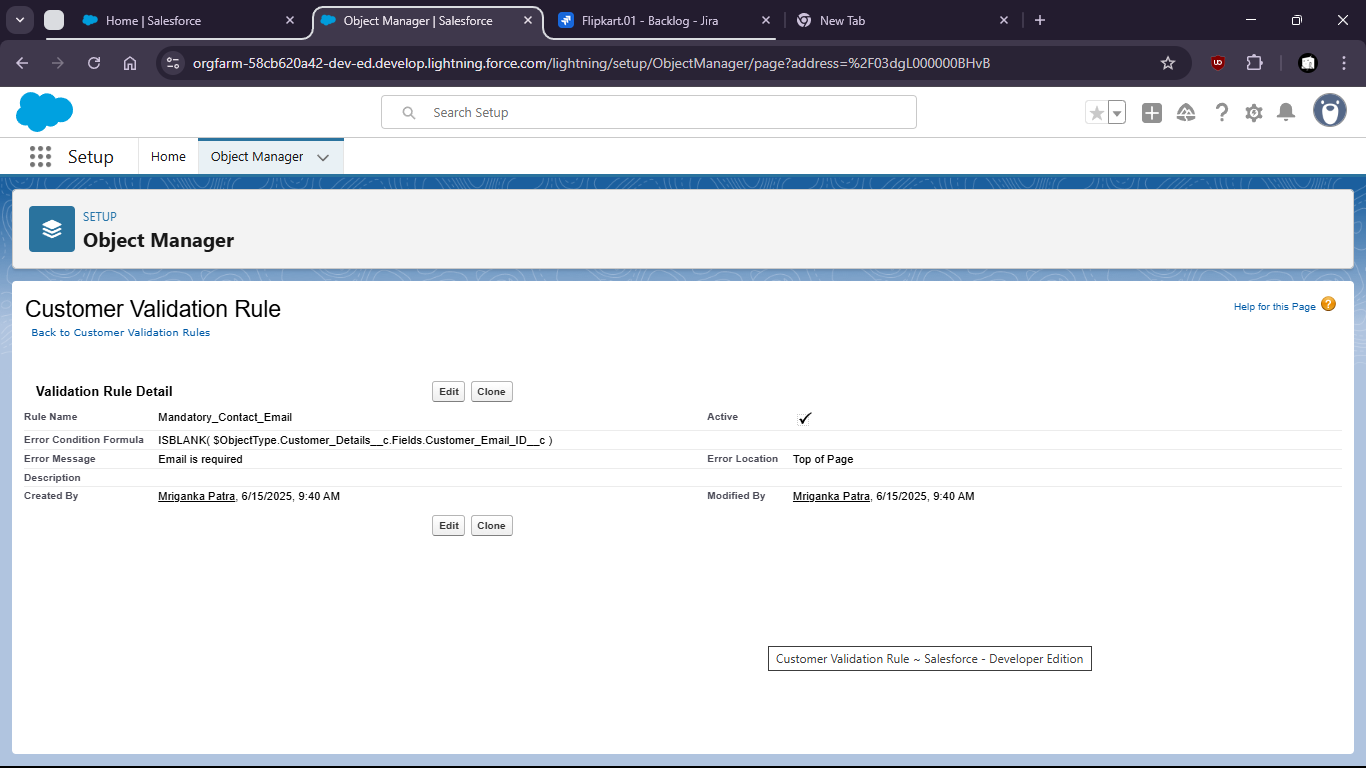 Home | Salesforce
Object Manager | Salesforce
Flipkart.01 - Backlog - Jira
New Tab
orgfarm-58cb620a42-dev-ed.develop.lightning.force.com/lightning/setup/ObjectManager/page?address=%2F03dgL000000BHvB
Search Setup
Setup
Home
Object Manager
SETUP
Object Manager
Customer Validation Rule
Help for this Page
Back to Customer Validation Rules
Validation Rule Detail
Edit
Clone
Rule Name Mandatory_Contact_Email Active
Error Condition Formula ISBLANK( $ObjectType.Customer_Details__c.Fields.Customer_Email_ID__c )
Error Message Email is required Error Location Top of Page
Description
Created By Mriganka Patra, 6/15/2025, 9:40 AM Modified By Mriganka Patra, 6/15/2025, 9:40 AM
Edit
Clone
Customer Validation Rule ~ Salesforce - Developer Edition